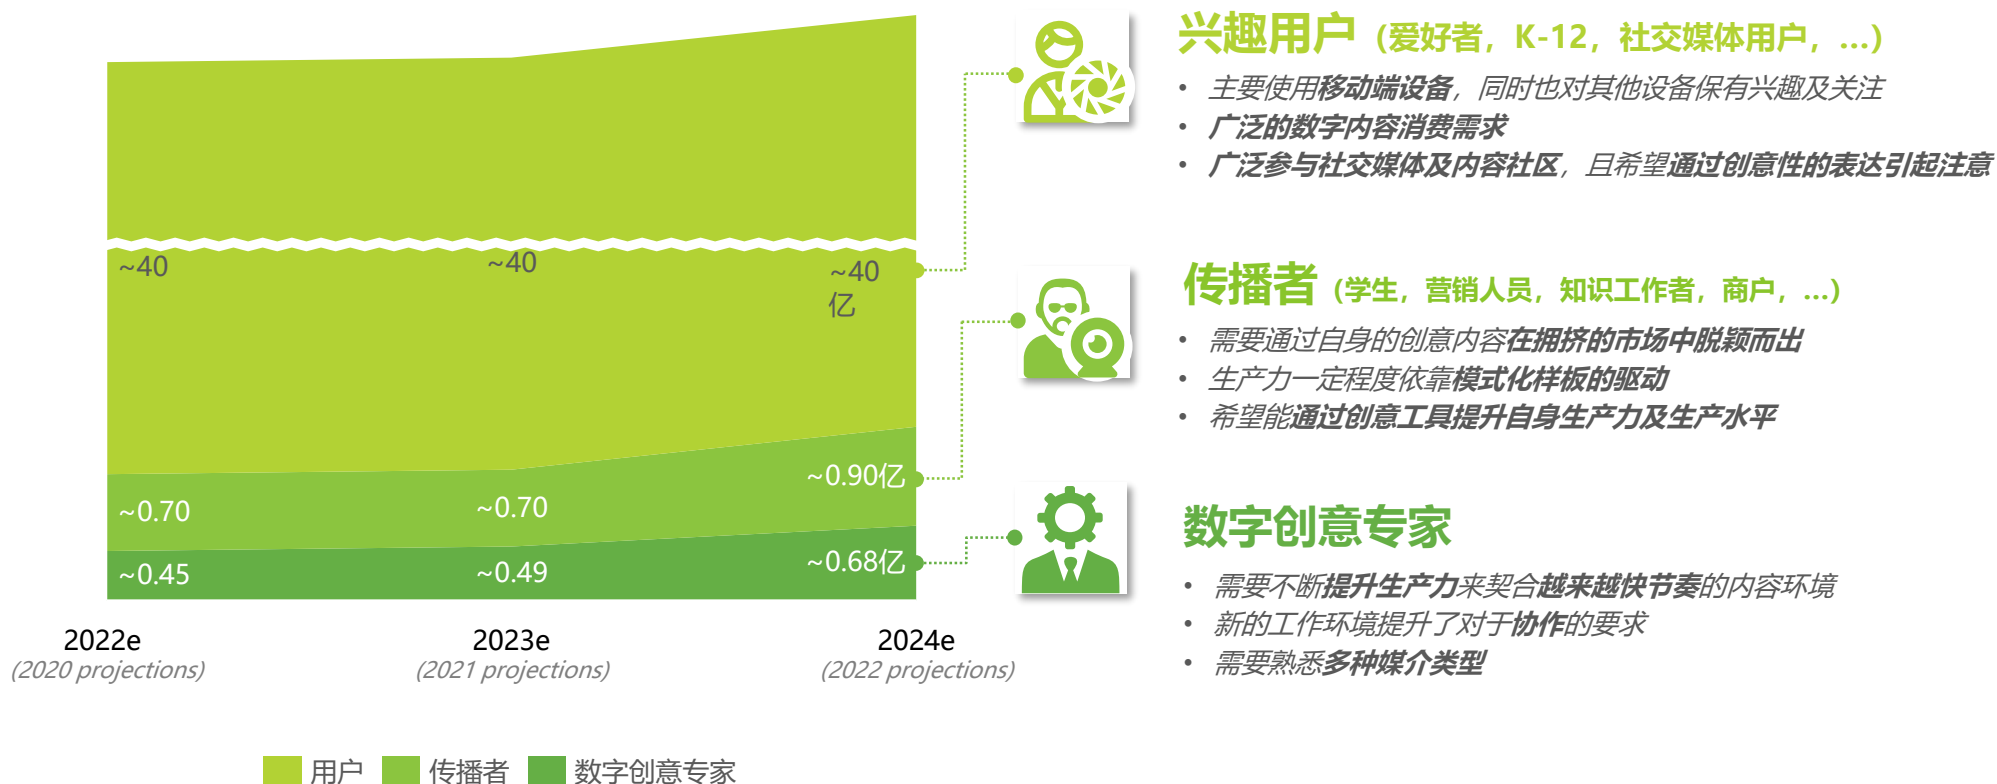 ~40
~40
~40
亿
~0.70
~0.70
~0.90亿
~0.45
~0.49
~0.68亿
2022e
2023e
2024e
(2020 projections)
(2021 projections)
(2022 projections)
用户
传播者
数字创意专家
兴趣用户（爱好者，K-12，社交媒体用户，...）
• 主要使用移动端设备，同时也对其他设备保有兴趣及关注
• 广泛的数字内容消费需求
• 广泛参与社交媒体及内容社区，且希望通过创意性的表达引起注意
传播者（学生，营销人员，知识工作者，商户，...）
• 需要通过自身的创意内容在拥挤的市场中脱颖而出
• 生产力一定程度依靠模式化样板的驱动
• 希望能通过创意工具提升自身生产力及生产水平
数字创意专家
• 需要不断提升生产力来契合越来越快节奏的内容环境
• 新的工作环境提升了对于协作的要求
• 需要熟悉多种媒介类型